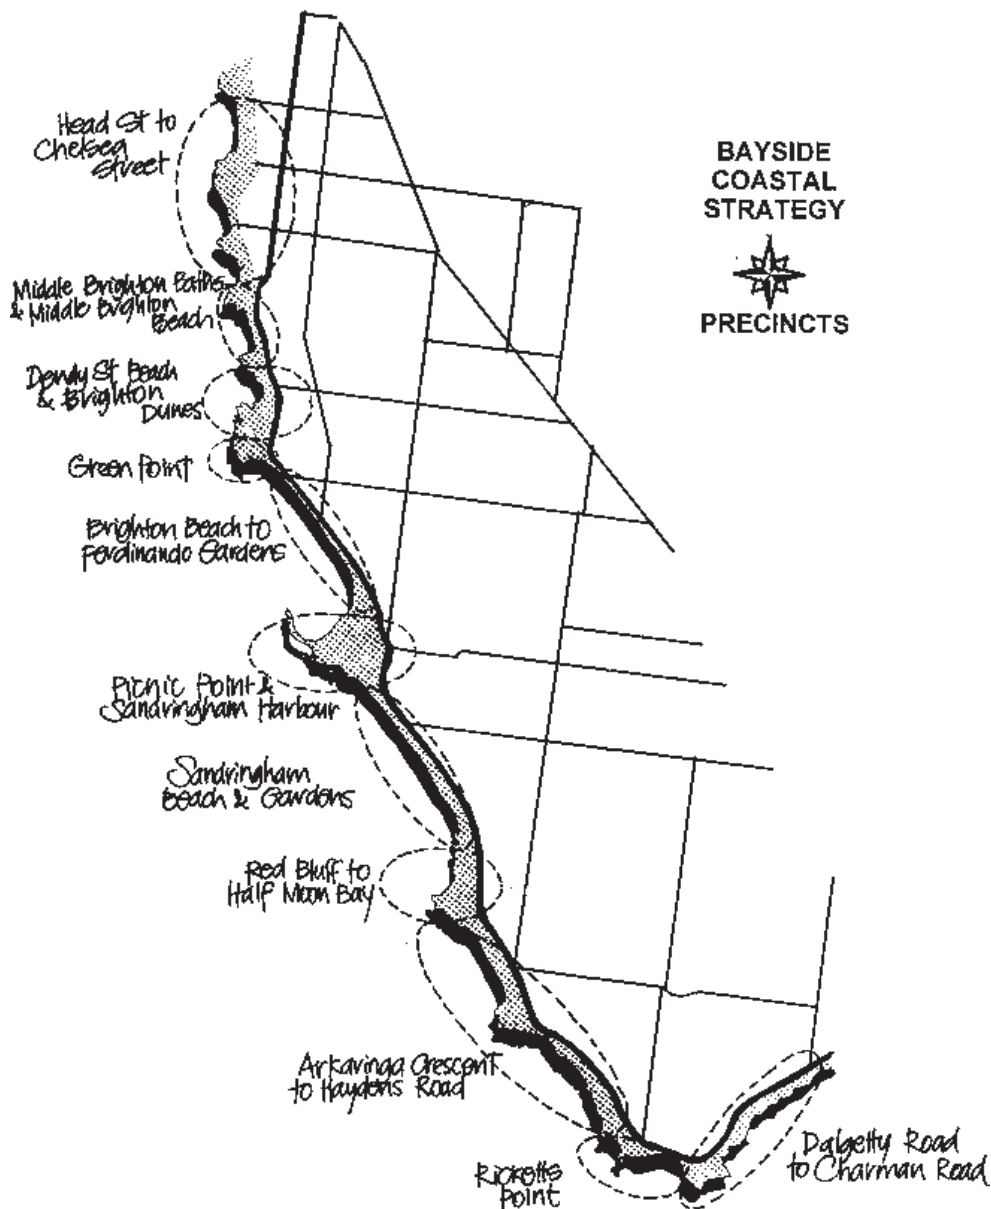 Head St to
Chelsea
Street
BAYSIDE
COASTAL
STRATEGY
PRECINCTS
Middle Brighton Baths
& Middle Brighton
Beach
Dendy St Beach
& Brighton
Dunes
Green Point
Brighton Beach to
Ferdinando Gardens
Picnic Point &
Sandringham Harbour
Sandringham
Beach & Gardens
Red Bluff to
Half Moon Bay
Arkaringa Crescent
to Haydens Road
Ricketts
Point
Dalgetty Road
to Charman Road